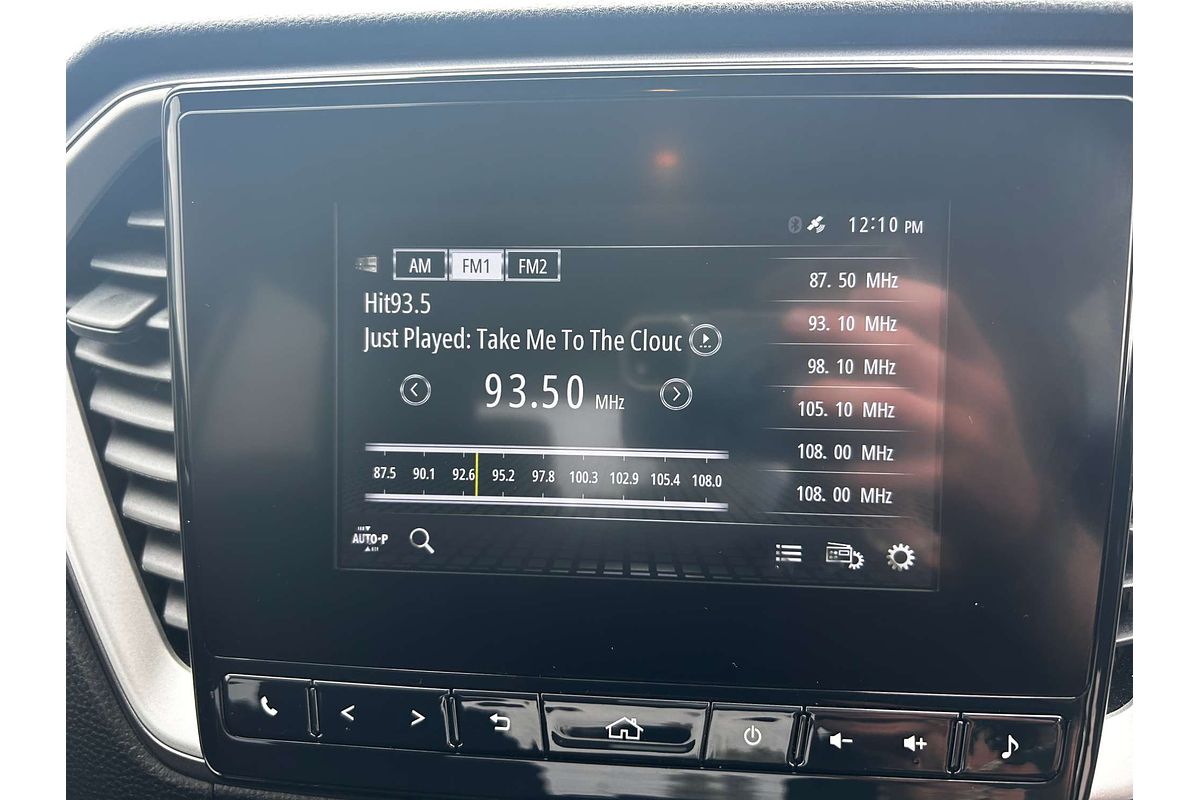 12:10 PM
AM FM1 FM2
Hit93.5
Just Played: Take Me To The Clouc
93.50 MHz
87.5 90.1 92.6 95.2 97.8 100.3 102.9 105.4 108.0
AUTO-P
87.50 MHz
93.10 MHz
98.10 MHz
105.10 MHz
108.00 MHz
108.00 MHz